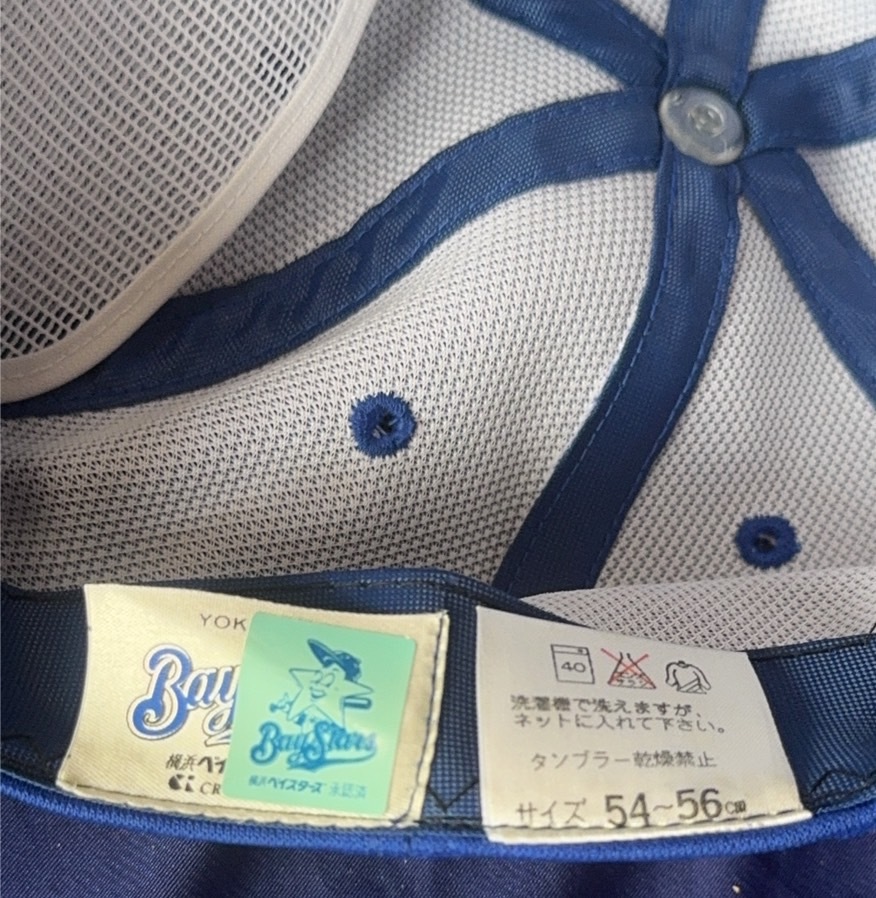 YOK
Bay
横浜ベイ
CR
BayStars
横浜ベイスターズ 承認済
40
洗濯機で洗えますが、
ネットに入れて下さい。
タンブラー乾燥禁止
サイズ 54~56cm